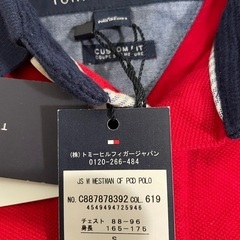 CUSTOM FIT
(株)トミーヒルフィガージャパン
0120-266-484
JS M WESTMAN CF PCD POLO
NO. C887878392 COL. 619
4549494725946
チェスト 88-96
身長 165-175
S